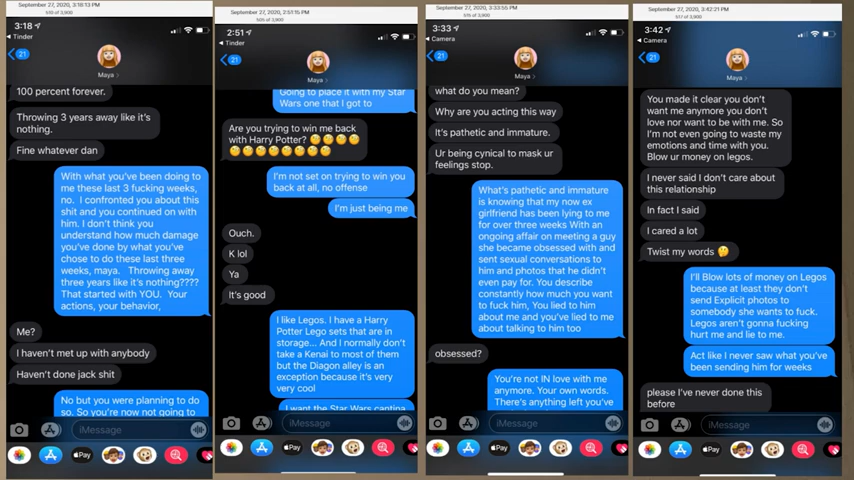 September 27, 2020, 3:18:13 PM
510 of 3,900
3:18
Tinder
21
Maya
100 percent forever.
Throwing 3 years away like it's
nothing.
Fine whatever dan
With what you've been doing to
me these last 3 fucking weeks,
no. I confronted you about this
shit and you continued on with
him. I don't think you
understand how much damage
you've done by what you've
chose to do these last three
weeks, maya. Throwing away
three years like it's nothing????
That started with YOU. Your
actions, your behavior,
Me?
I haven't met up with anybody
Haven't done jack shit
No but you were planning to do
so. So you're now not going to
iMessage
Pay
September 27, 2020, 2:51:15 PM
505 of 3,900
2:51
Tinder
21
Maya
Going to place it with my Star
Wars one that I got to
Are you trying to win me back
with Harry Potter? 🤔🤔🤔🤔
🤔🤔🤔🤔🤔🤔🤔🤔
I'm not set on trying to win you
back at all, no offense
I'm just being me
Ouch.
K lol
Ya
It's good
I like Legos. I have a Harry
Potter Lego sets that are in
storage... And I normally don't
take a Kenai to most of them
but the Diagon alley is an
exception because it's very
very cool
I want the Star Wars cantina
iMessage
Pay
September 27, 2020, 3:33:55 PM
515 of 3,900
3:33
Camera
21
Maya
what do you mean?
Why are you acting this way
It's pathetic and immature.
Ur being cynical to mask ur
feelings stop.
What's pathetic and immature
is knowing that my now ex
girlfriend has been lying to me
for over three weeks With an
ongoing affair on meeting a guy
she became obsessed with and
sent sexual conversations to
him and photos that he didn't
even pay for. You describe
constantly how much you want
to fuck him, You lied to him
about me and you've lied to me
about talking to him too
obsessed?
You're not IN love with me
anymore. Your own words.
There's anything left you've
iMessage
Pay
September 27, 2020, 3:42:21 PM
517 of 3,900
3:42
Camera
21
Maya
You made it clear you don't
want me anymore you don't
love nor want to be with me. So
I'm not even going to waste my
emotions and time with you.
Blow ur money on legos.
I never said I don't care about
this relationship
In fact I said
I cared a lot
Twist my words 🤔
I'll Blow lots of money on Legos
because at least they don't
send Explicit photos to
somebody she wants to fuck.
Legos aren't gonna fucking
hurt me and lie to me.
Act like I never saw what you've
been sending him for weeks
please I've never done this
before
iMessage
Pay